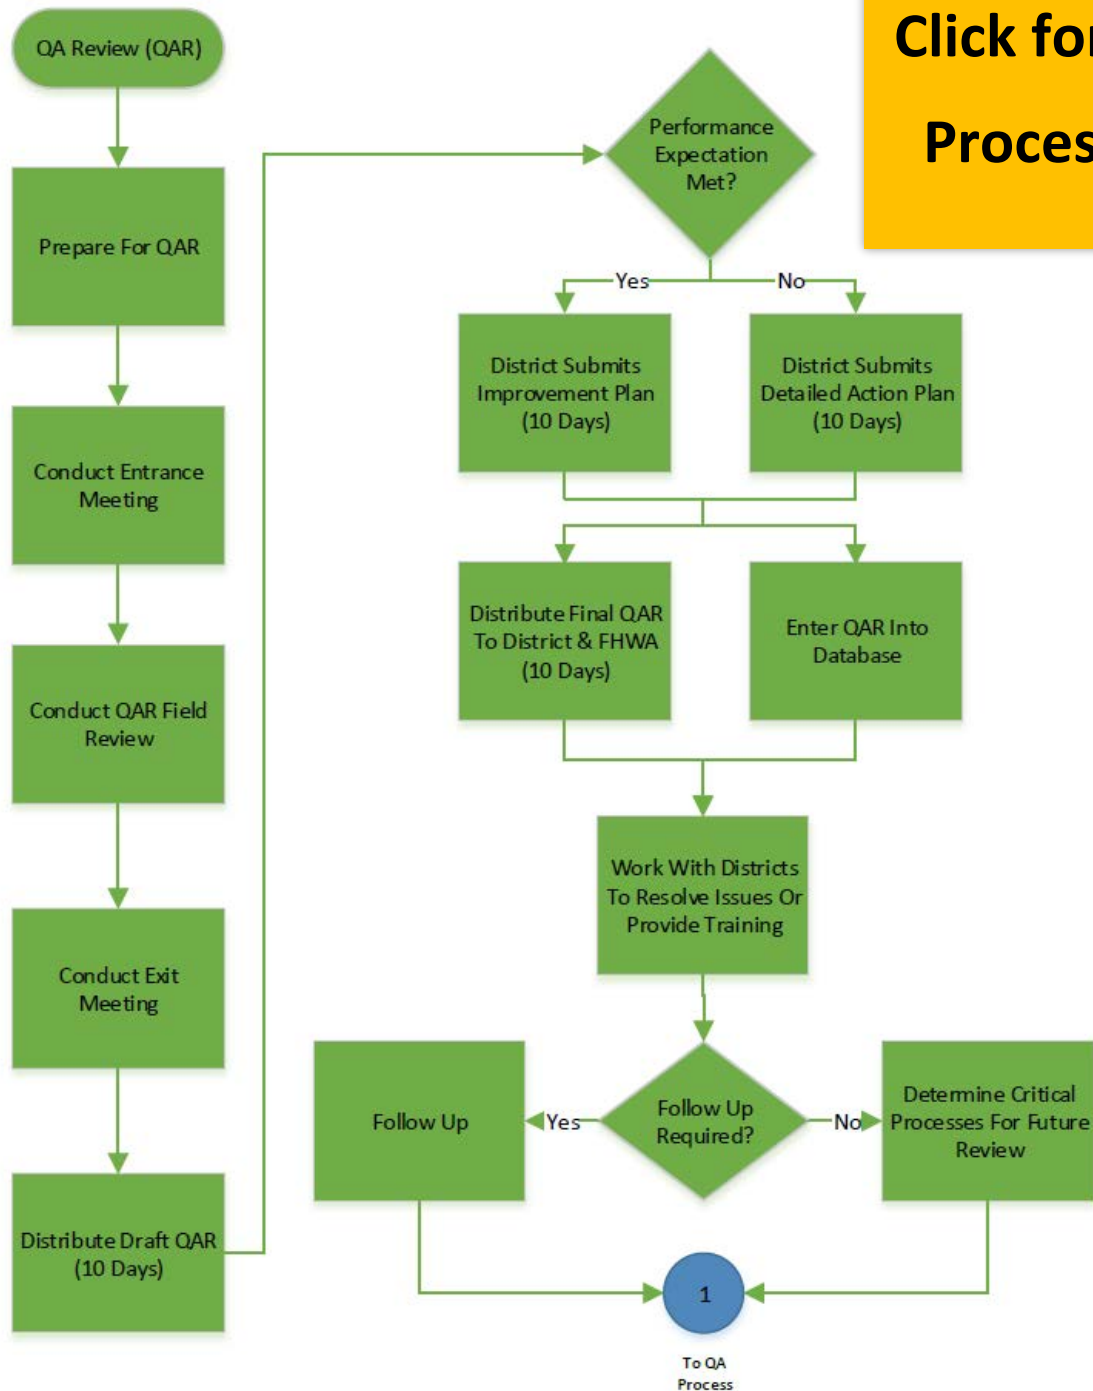 QA Review (QAR)
Prepare For QAR
Conduct Entrance
Meeting
Conduct QAR Field
Review
Conduct Exit
Meeting
Distribute Draft QAR
(10 Days)
Click for
Proces
Performance
Expectation
Met?
Yes
No
District Submits
Improvement Plan
(10 Days)
District Submits
Detailed Action Plan
(10 Days)
Distribute Final QAR
To District & FHWA
(10 Days)
Enter QAR Into
Database
Work With Districts
To Resolve Issues Or
Provide Training
Follow Up
Required?
Yes
No
Follow Up
Determine Critical
Processes For Future
Review
1
To QA
Process